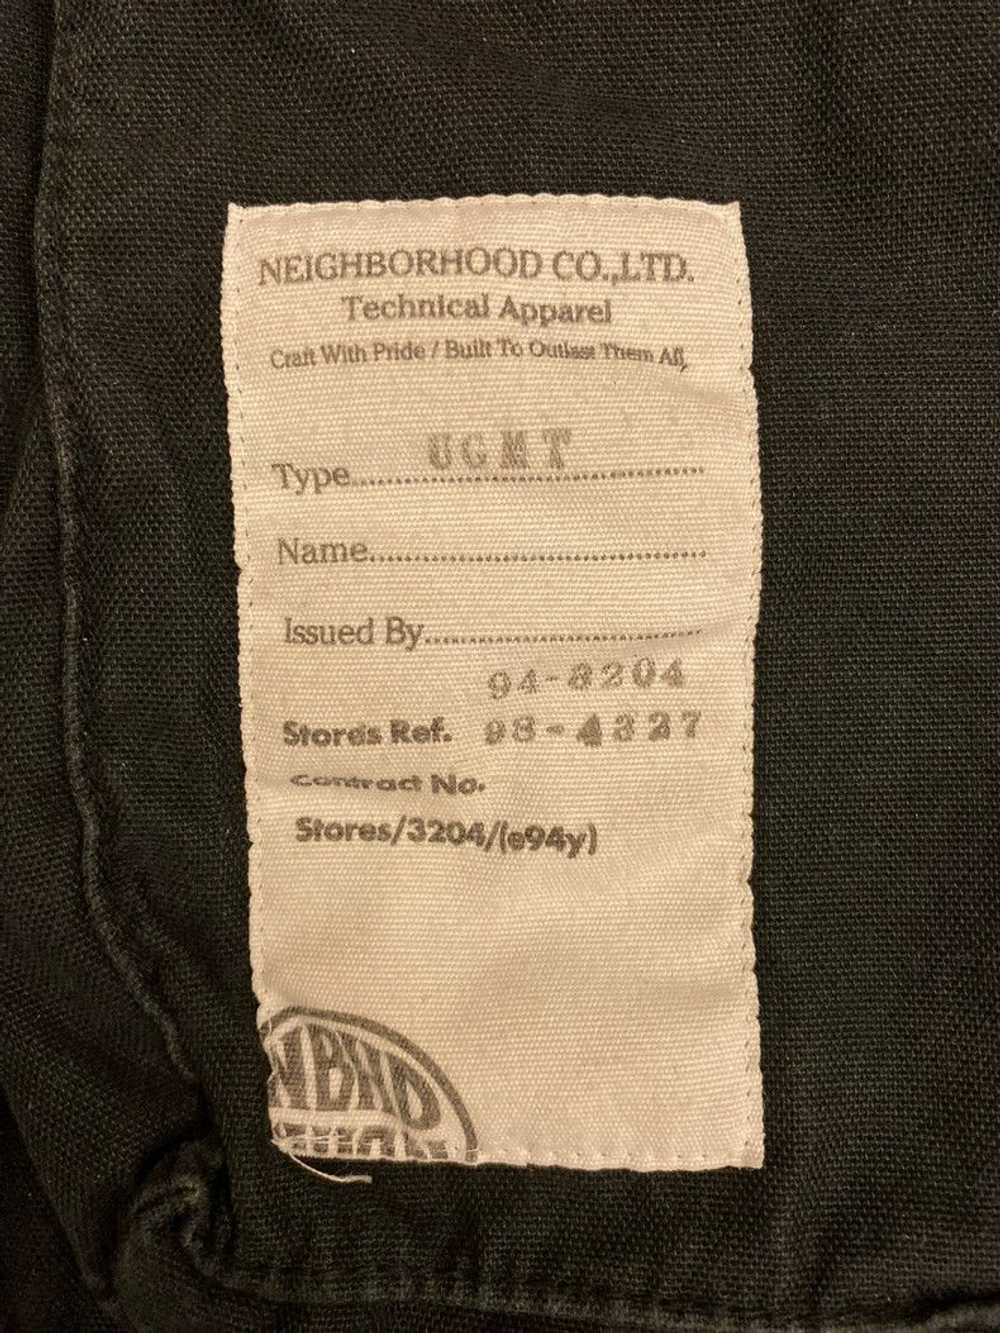 NEIGHBORHOOD CO.,LTD.
Technical Apparel
Craft With Pride / Built To Outlast Them All,
Type.......UGMT.......
Name.......
Issued By.......
94-3204
Stores Ref. 98-4327
Contract No.
Stores/3204/(e94y)
NBHD